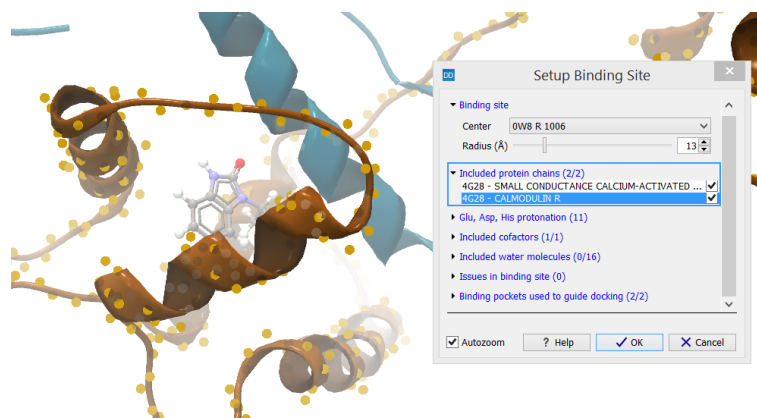 DD Setup Binding Site
Binding site
Center 0W8 R 1006
Radius (Å) 13
Included protein chains (2/2)
4G28 - SMALL CONDUCTANCE CALCIUM-ACTIVATED ...
4G28 - CALMODULIN R
Glu, Asp, His protonation (11)
Included cofactors (1/1)
Included water molecules (0/16)
Issues in binding site (0)
Binding pockets used to guide docking (2/2)
Autozoom ? Help OK Cancel